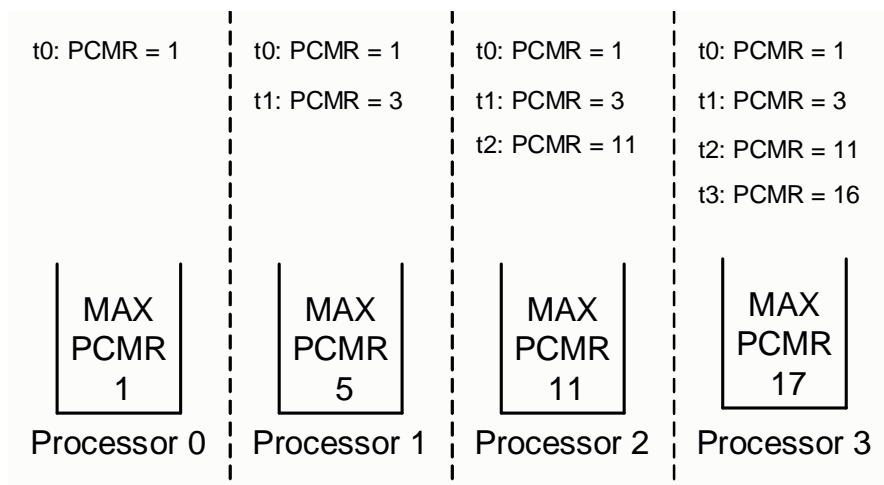 t0: PCMR = 1
t0: PCMR = 1
t1: PCMR = 3
t0: PCMR = 1
t1: PCMR = 3
t2: PCMR = 11
t0: PCMR = 1
t1: PCMR = 3
t2: PCMR = 11
t3: PCMR = 16
MAX
PCMR
1
Processor 0
MAX
PCMR
5
Processor 1
MAX
PCMR
11
Processor 2
MAX
PCMR
17
Processor 3